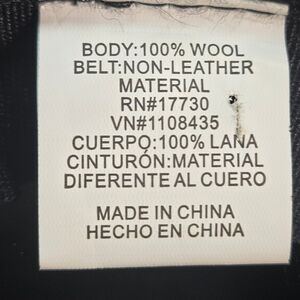 BODY:100% WOOL
BELT:NON-LEATHER
MATERIAL
RN#17730
VN#1108435
CUERPO:100% LANA
CINTURÓN:MATERIAL
DIFERENTE AL CUERO
MADE IN CHINA
HECHO EN CHINA